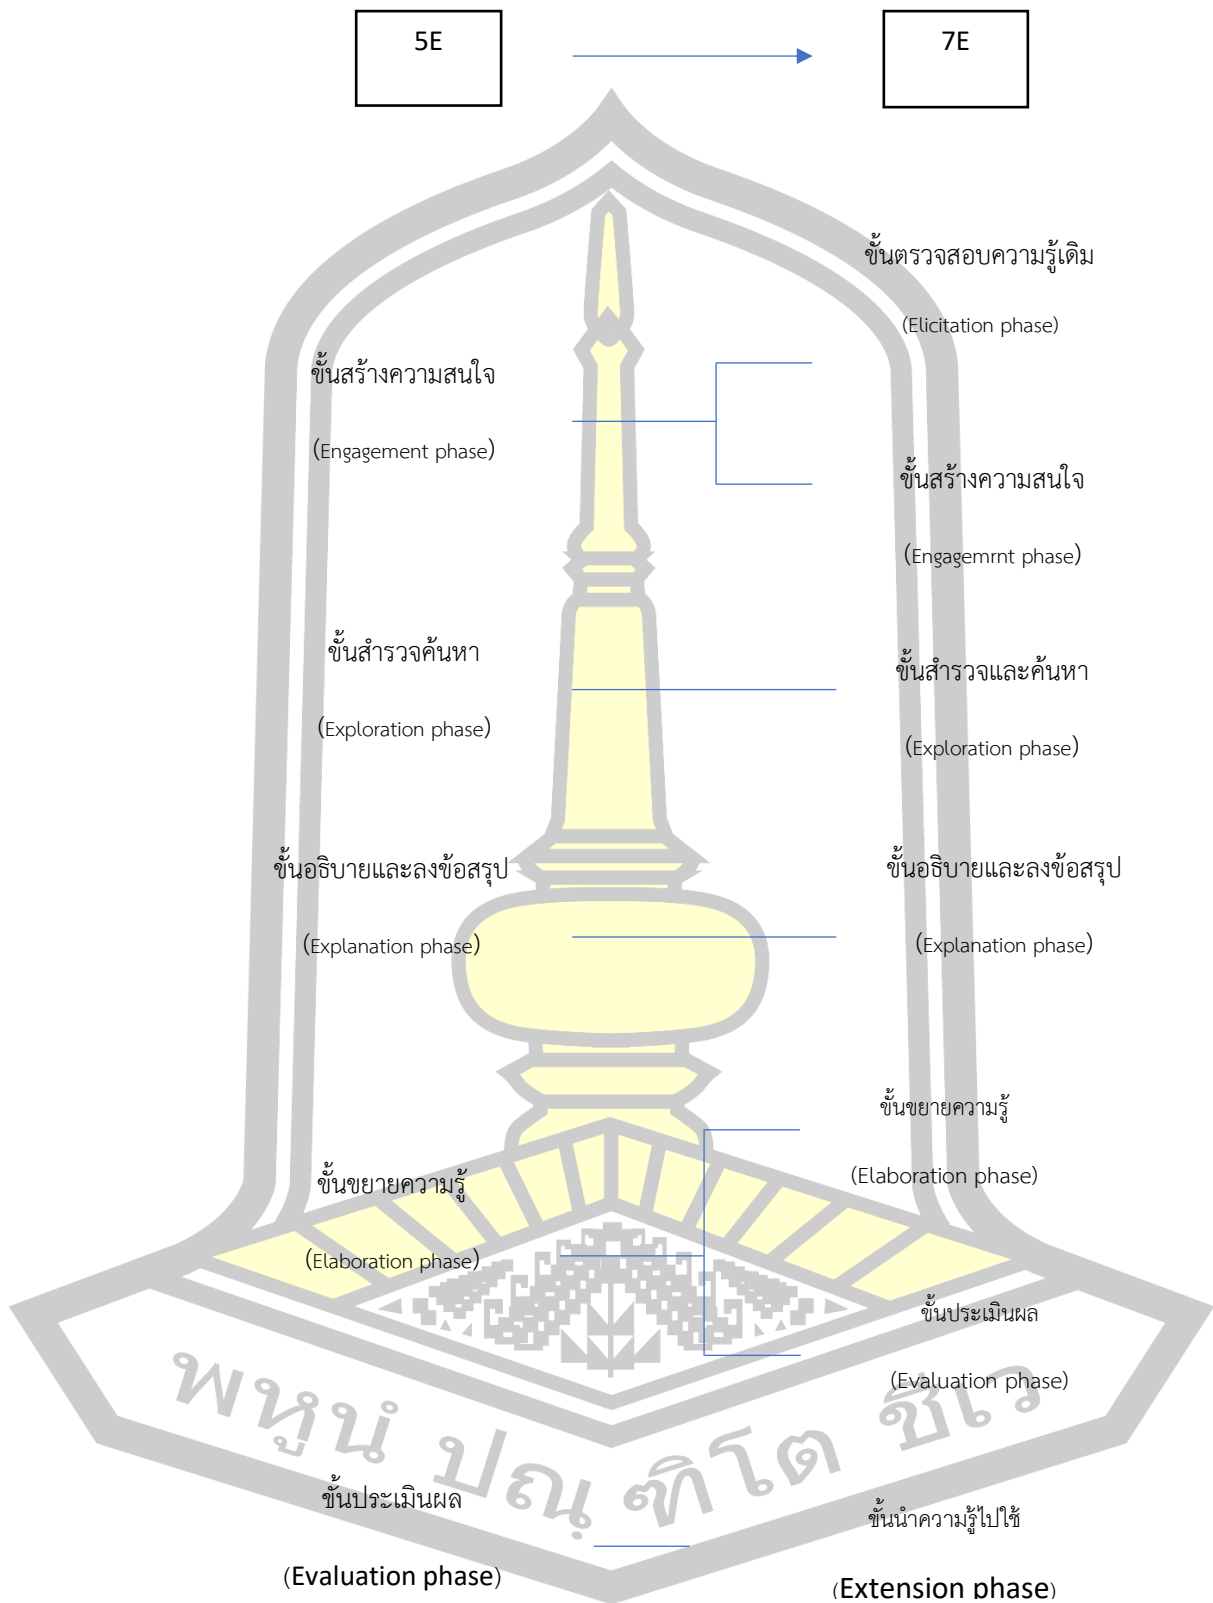 5E
7E
ขั้นตรวจสอบความรู้เดิม
(Elicitation phase)
ขั้นสร้างความสนใจ
(Engagement phase)
ขั้นสร้างความสนใจ
(Engagemrnt phase)
ขั้นสำรวจค้นหา
(Exploration phase)
ขั้นสำรวจและค้นหา
(Exploration phase)
ขั้นอธิบายและลงข้อสรุป
(Explanation phase)
ขั้นอธิบายและลงข้อสรุป
(Explanation phase)
ขั้นขยายความรู้
(Elaboration phase)
ขั้นขยายความรู้
(Elaboration phase)
ขั้นประเมินผล
(Evaluation phase)
พหูนํ ปณฺฑิโต ชีเว
ขั้นประเมินผล
(Evaluation phase)
ขั้นนำความรู้ไปใช้
(Extension phase)